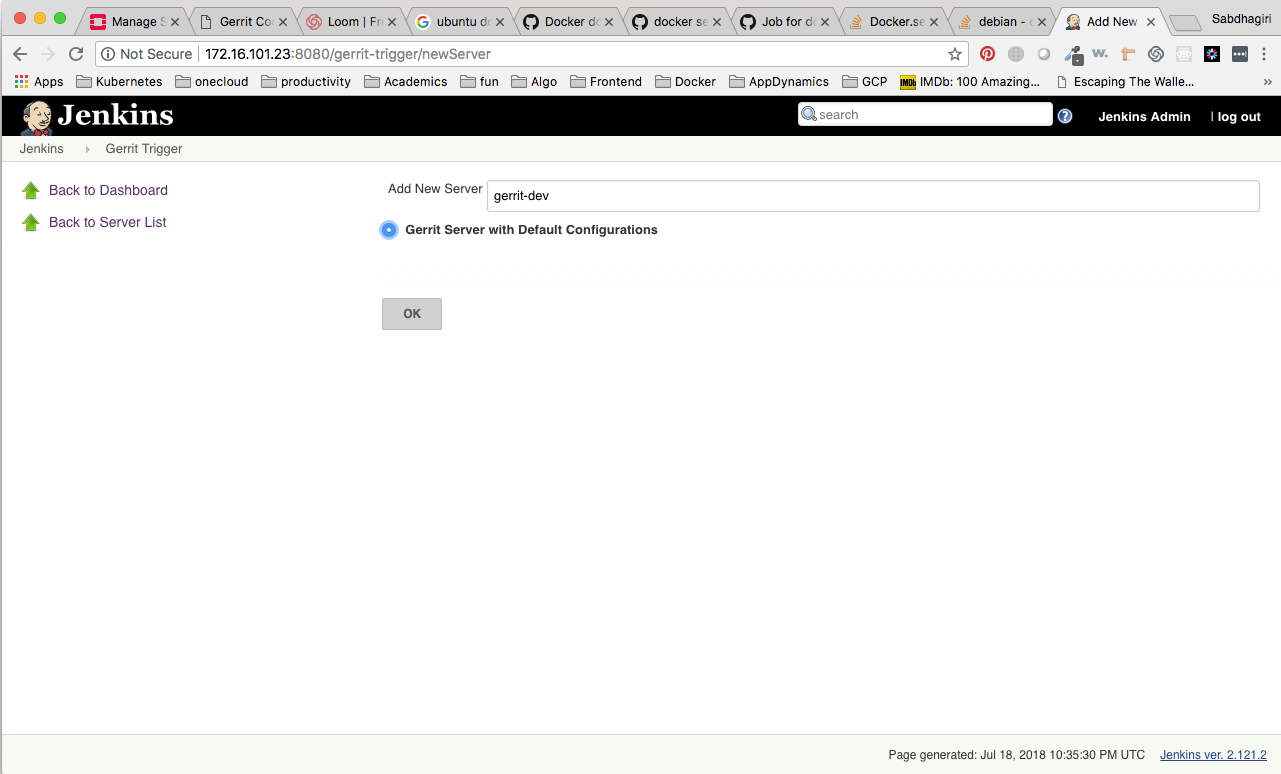 Manage S
Gerrit Co
Loom | Fr
ubuntu d
Docker d
docker se
Job for d
Docker.se
debian -
Add New
Sabdhagiri
Not Secure 172.16.101.23:8080/gerrit-trigger/newServer
w.
Apps Kubernetes onecloud productivity Academics fun Algo Frontend Docker AppDynamics GCP IMDb IMDb: 100 Amazing... Escaping The Walle... »
Jenkins
search
?
Jenkins Admin | log out
Jenkins Gerrit Trigger
Back to Dashboard
Back to Server List
Add New Server gerrit-dev
Gerrit Server with Default Configurations
OK
Page generated: Jul 18, 2018 10:35:30 PM UTC Jenkins ver. 2.121.2